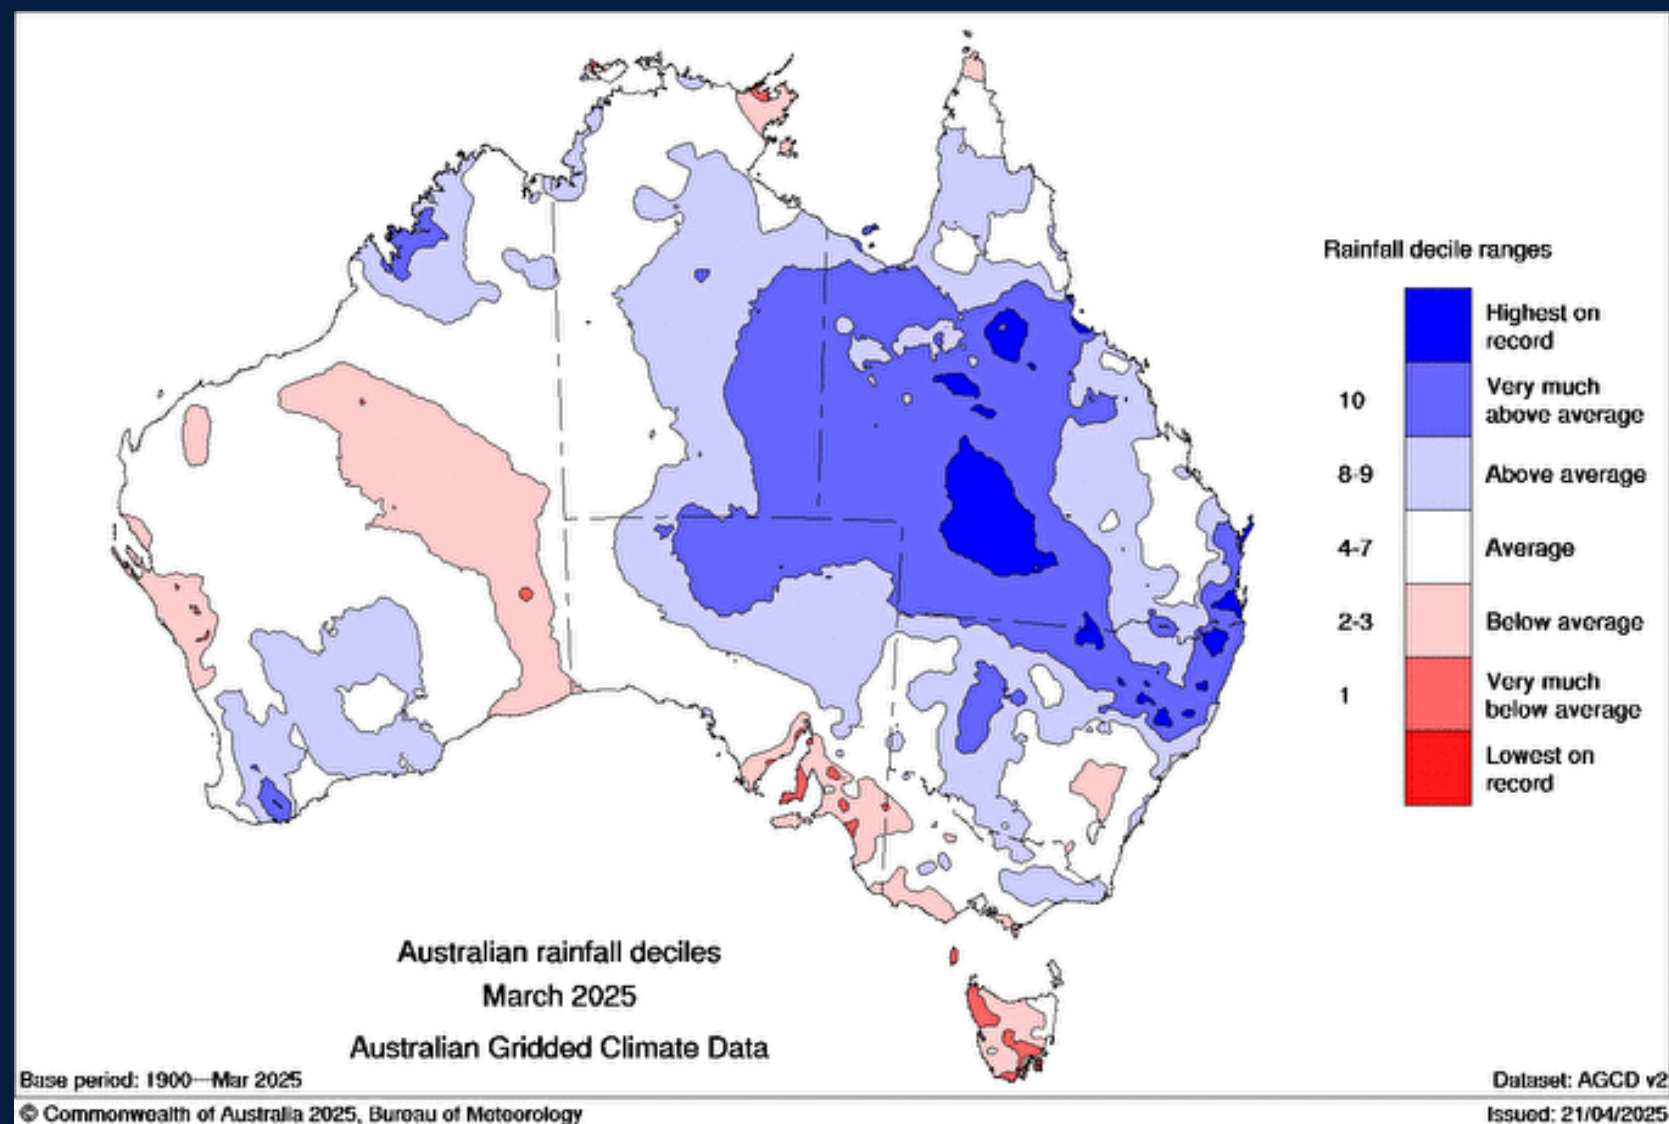 Rainfall decile ranges
Highest on
record
10
Very much
above average
8-9
Above average
4-7
Average
2-3
Below average
1
Very much
below average
Lowest on
record
Australian rainfall deciles
March 2025
Australian Gridded Climate Data
Base period: 1900—Mar 2025
Dataset: AGCD v2
© Commonwealth of Australia 2025, Bureau of Meteorology
Issued: 21/04/2025